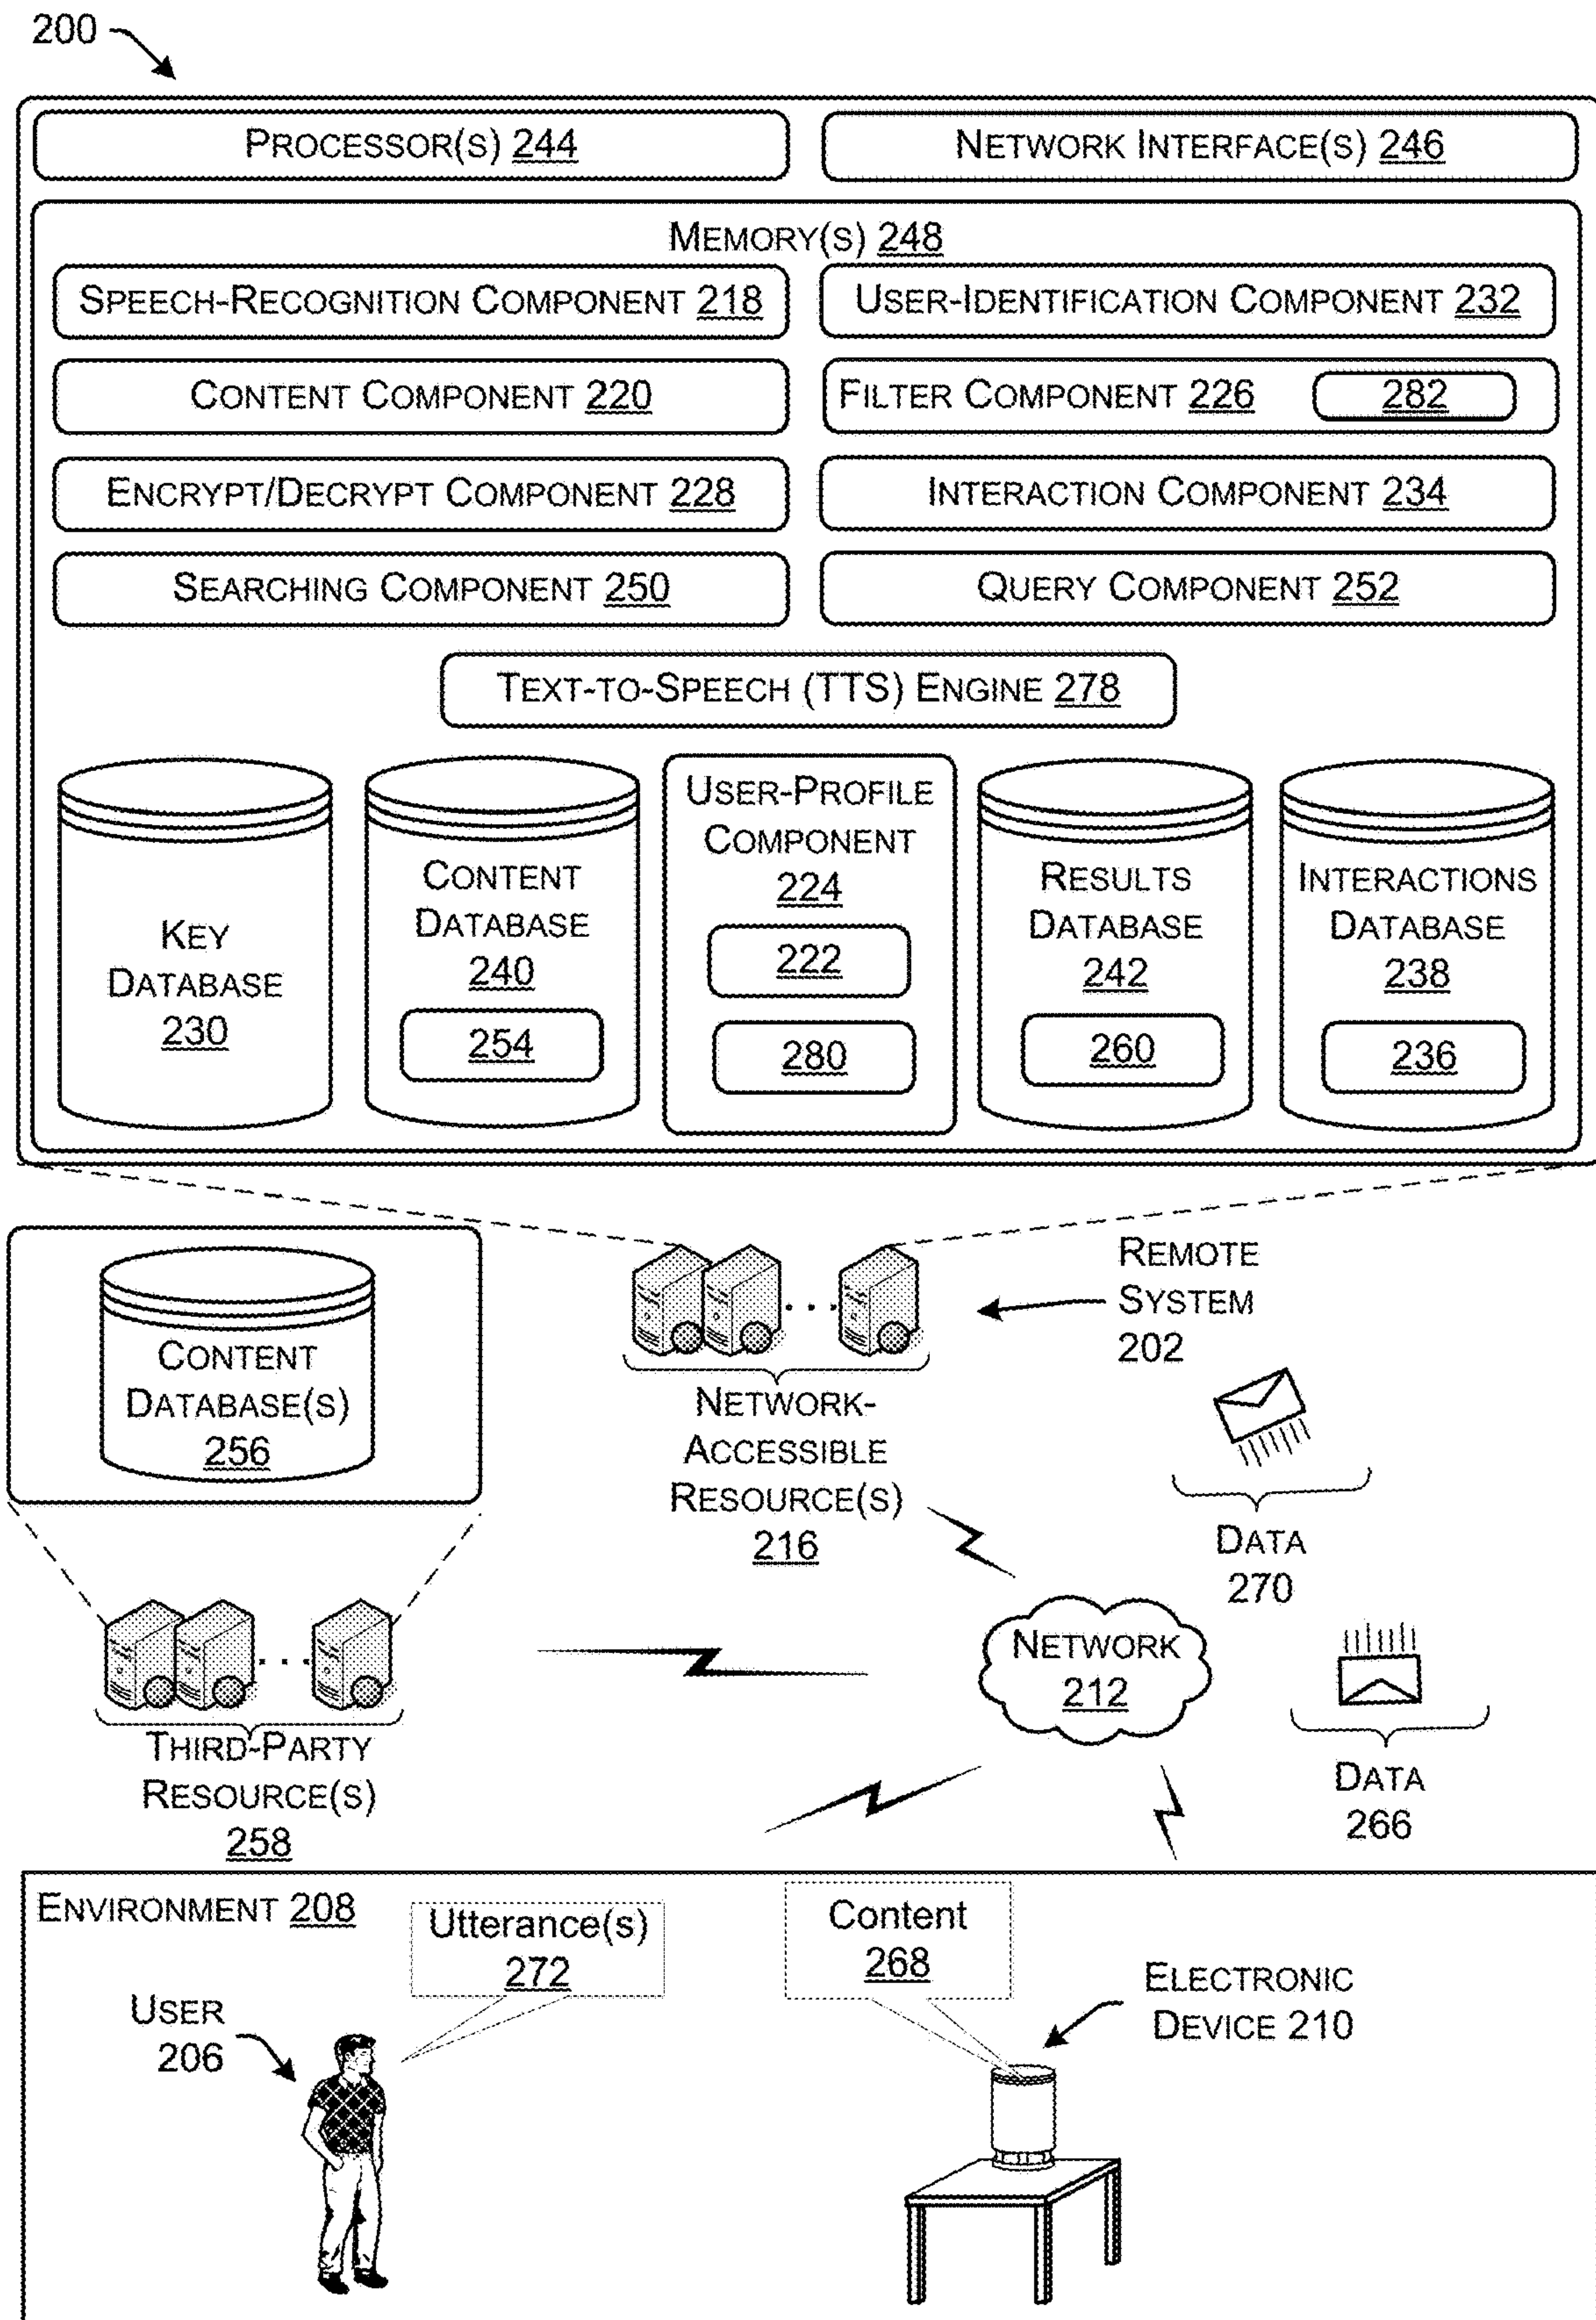 200
PROCESSOR(S) 244
NETWORK INTERFACE(S) 246
MEMORY(S) 248
SPEECH-RECOGNITION COMPONENT 218
USER-IDENTIFICATION COMPONENT 232
CONTENT COMPONENT 220
FILTER COMPONENT 226
282
ENCRYPT/DECRYPT COMPONENT 228
INTERACTION COMPONENT 234
SEARCHING COMPONENT 250
QUERY COMPONENT 252
TEXT-TO-SPEECH (TTS) ENGINE 278
KEY
DATABASE
230
CONTENT
DATABASE
240
254
USER-PROFILE
COMPONENT
224
222
280
RESULTS
DATABASE
242
260
INTERACTIONS
DATABASE
238
236
CONTENT
DATABASE(S)
256
REMOTE
SYSTEM
202
NETWORK-
ACCESSIBLE
RESOURCE(S)
216
DATA
270
THIRD-PARTY
RESOURCE(S)
258
NETWORK
212
DATA
266
ENVIRONMENT 208
Utterance(s)
272
Content
268
USER
206
ELECTRONIC
DEVICE 210